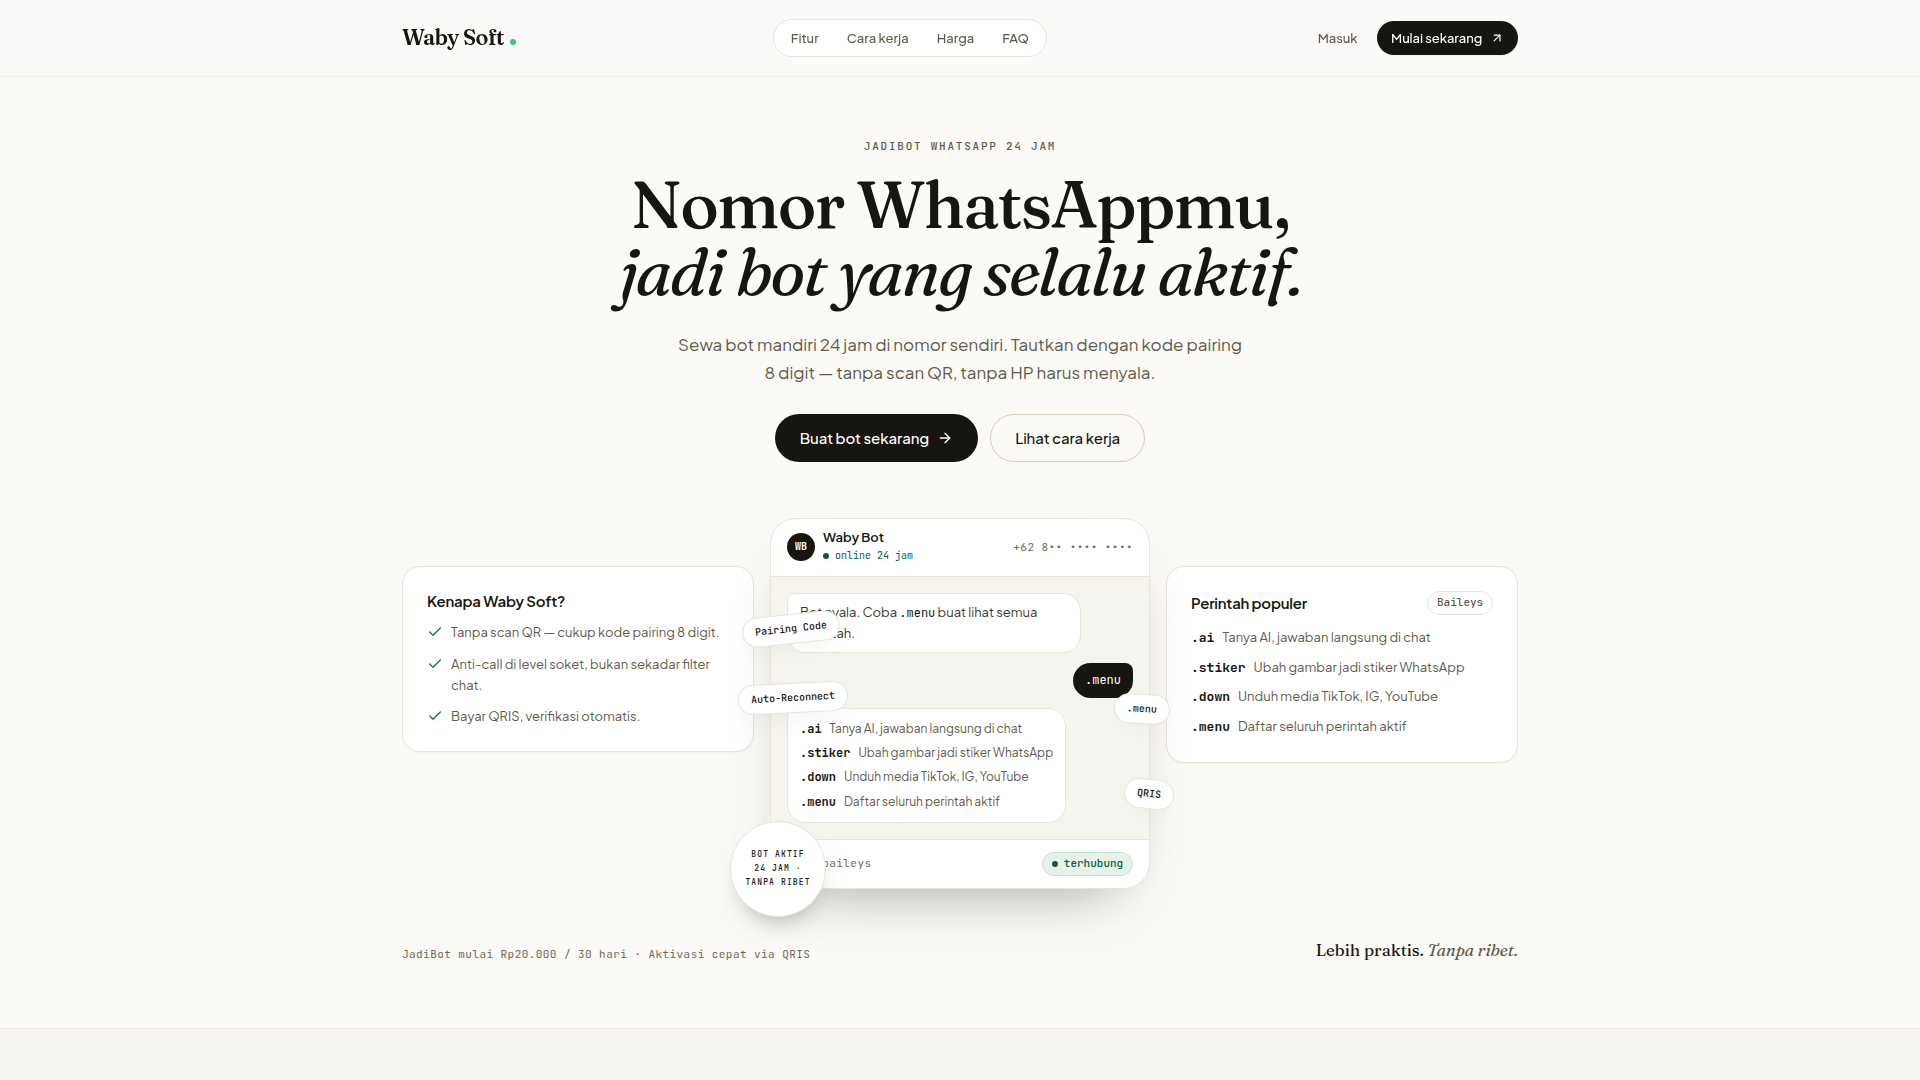 Waby Soft
Fitur
Cara kerja
Harga
FAQ
Masuk
Mulai sekarang
JADIBOT WHATSAPP 24 JAM
Nomor WhatsAppmu,
jadi bot yang selalu aktif.
Sewa bot mandiri 24 jam di nomor sendiri. Tautkan dengan kode pairing
8 digit — tanpa scan QR, tanpa HP harus menyala.
Buat bot sekarang
Lihat cara kerja
Kenapa Waby Soft?
Tanpa scan QR — cukup kode pairing 8 digit.
Anti-call di level soket, bukan sekadar filter
chat.
Bayar QRIS, verifikasi otomatis.
WB
Waby Bot
online 24 jam
+62 8•• •••• ••••
Coba .menu buat lihat semua
Pairing Code
.menu
Auto-Reconnect
.menu
.ai Tanya AI, jawaban langsung di chat
.stiker Ubah gambar jadi stiker WhatsApp
.down Unduh media TikTok, IG, YouTube
.menu Daftar seluruh perintah aktif
QRIS
BOT AKTIF
24 JAM ·
TANPA RIBET
baileys
terhubung
Perintah populer
Baileys
.ai Tanya AI, jawaban langsung di chat
.stiker Ubah gambar jadi stiker WhatsApp
.down Unduh media TikTok, IG, YouTube
.menu Daftar seluruh perintah aktif
JadiBot mulai Rp20.000 / 30 hari · Aktivasi cepat via QRIS
Lebih praktis. Tanpa ribet.